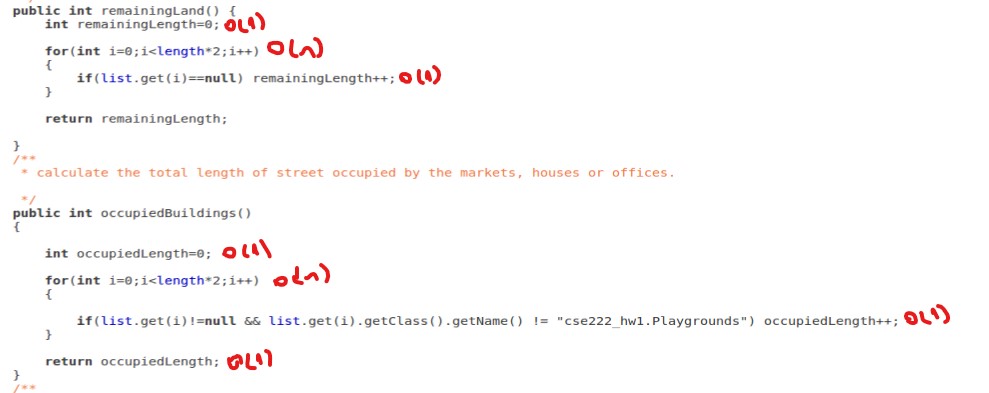 public int remainingLand() {
int remainingLength=0; O(1)
for(int i=0;i<length*2;i++) O(n)
{
if(list.get(i)==null) remainingLength++; O(1)
}
return remainingLength;
}
/**
* calculate the total length of street occupied by the markets, houses or offices.
*/
public int occupiedBuildings()
{
int occupiedLength=0; O(1)
for(int i=0;i<length*2;i++) O(n)
{
if(list.get(i)!=null && list.get(i).getClass().getName() != "cse222_hw1.Playgrounds") occupiedLength++; O(1)
}
return occupiedLength; O(1)
}
/**